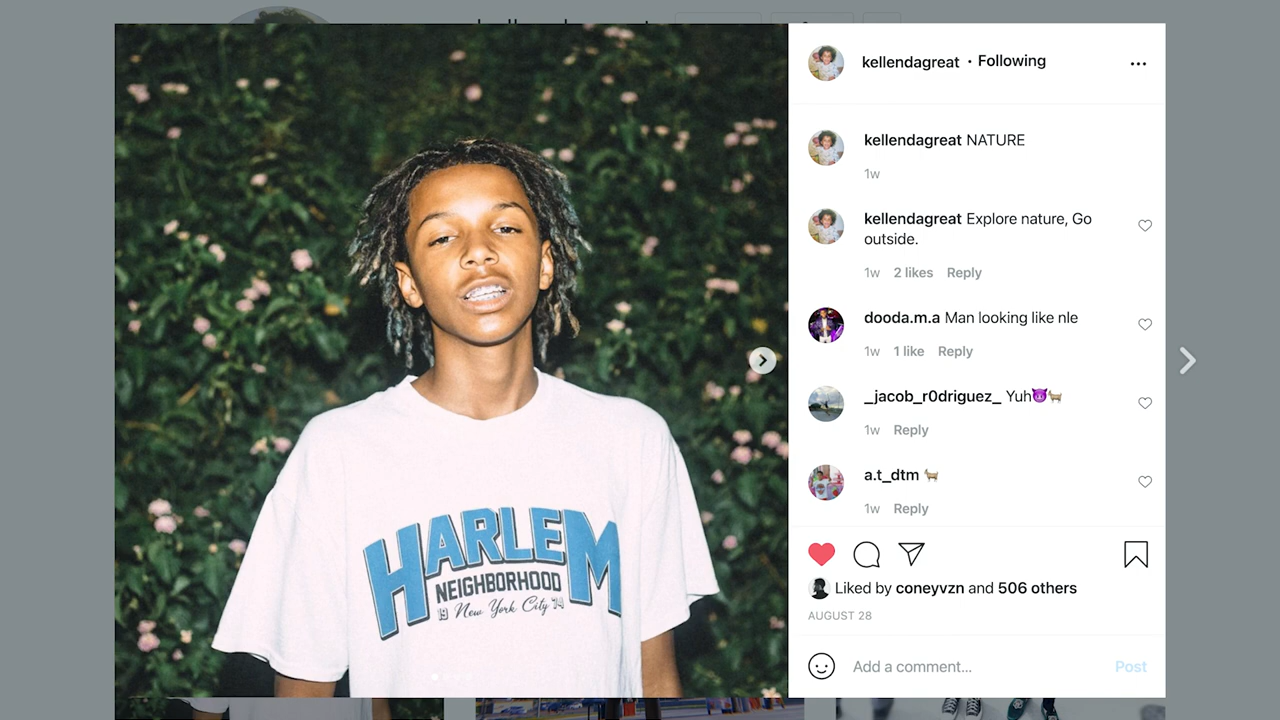 HARLEM
NEIGHBORHOOD
19 New York City 74
kellendagreat • Following
kellendagreat NATURE
1w
kellendagreat Explore nature, Go
outside.
1w 2 likes Reply
dooda.m.a Man looking like nle
1w 1 like Reply
_jacob_r0driguez_ Yuh😈🐐
1w Reply
a.t_dtm 🐐
1w Reply
Liked by coneyvzn and 506 others
AUGUST 28
Add a comment... Post